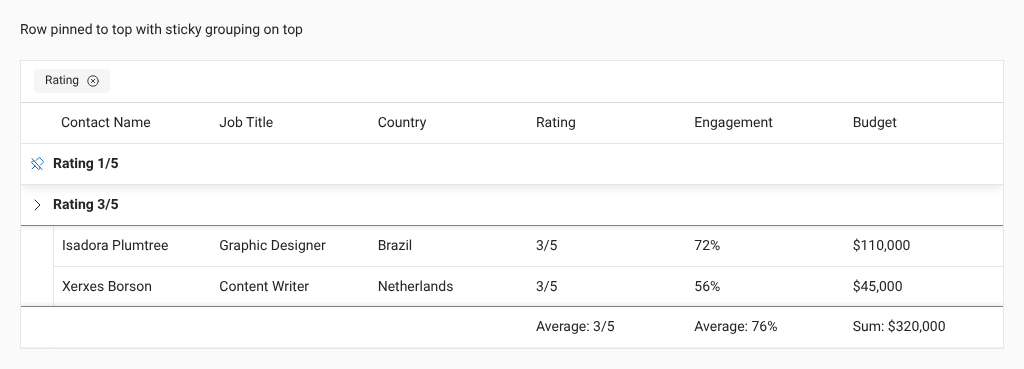 Row pinned to top with sticky grouping on top
Rating
Contact Name Job Title Country Rating Engagement Budget
Rating 1/5
Rating 3/5
Isadora Plumtree Graphic Designer Brazil 3/5 72% $110,000
Xerxes Borson Content Writer Netherlands 3/5 56% $45,000
Average: 3/5 Average: 76% Sum: $320,000